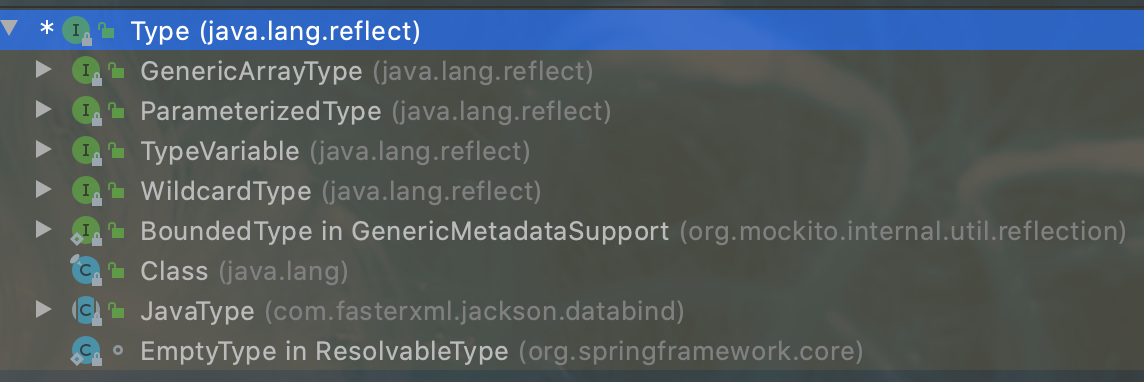 * I Type (java.lang.reflect)
I GenericArrayType (java.lang.reflect)
I ParameterizedType (java.lang.reflect)
I TypeVariable (java.lang.reflect)
I WildcardType (java.lang.reflect)
I BoundedType in GenericMetadataSupport (org.mockito.internal.util.reflection)
C Class (java.lang)
C JavaType (com.fasterxml.jackson.databind)
C EmptyType in ResolvableType (org.springframework.core)